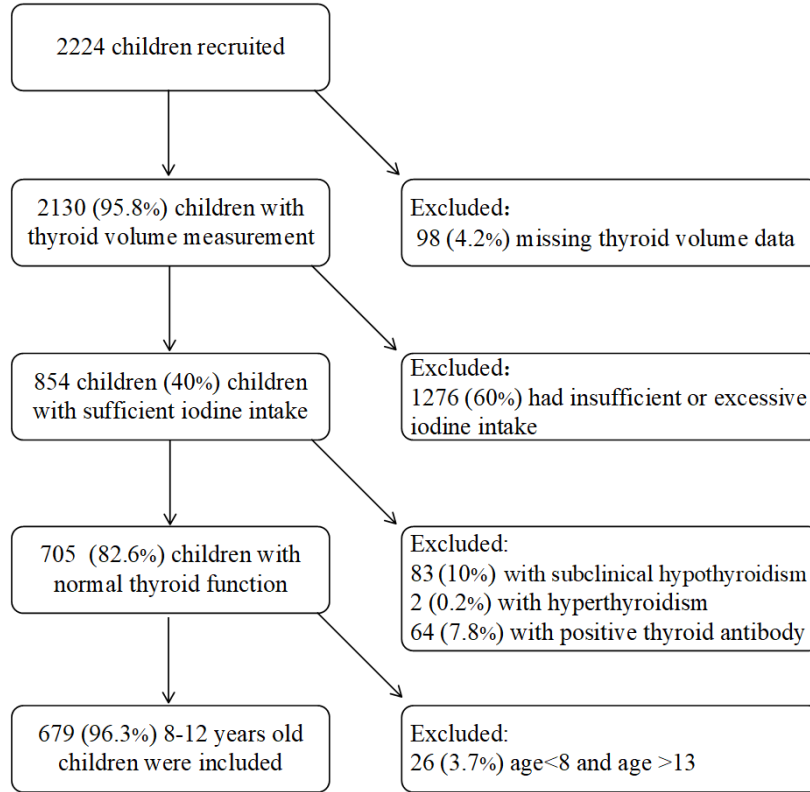 2224 children recruited
2130 (95.8%) children with
thyroid volume measurement
Excluded：
98 (4.2%) missing thyroid volume data
854 children (40%) children
with sufficient iodine intake
Excluded：
1276 (60%) had insufficient or excessive
iodine intake
705 (82.6%) children with
normal thyroid function
Excluded:
83 (10%) with subclinical hypothyroidism
2 (0.2%) with hyperthyroidism
64 (7.8%) with positive thyroid antibody
679 (96.3%) 8-12 years old
children were included
Excluded:
26 (3.7%) age<8 and age >13